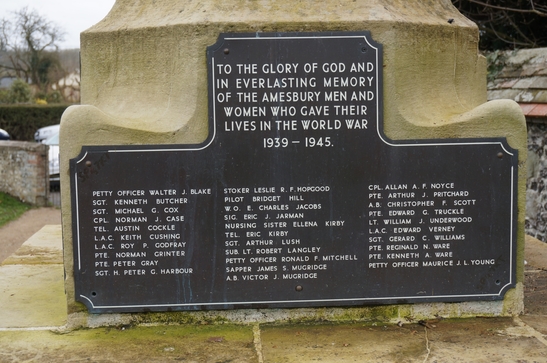 TO THE GLORY OF GOD AND
IN EVERLASTING MEMORY
OF THE AMESBURY MEN AND
WOMEN WHO GAVE THEIR
LIVES IN THE WORLD WAR
1939 — 1945.
PETTY OFFICER WALTER J. BLAKE
SGT. KENNETH BUTCHER
SGT. MICHAEL G. COX
CPL. NORMAN J. CASE
TEL. AUSTIN COCKLE
L.A.C. KEITH CUSHING
L.A.C. ROY P. GODFRAY
PTE. NORMAN GRINTER
PTE. PETER GRAY
SGT. H. PETER G. HARBOUR
STOKER LESLIE R. F. HOPGOOD
PILOT BRIDGET HILL
W.O. E. CHARLES JACOBS
SIG. ERIC J. JARMAN
NURSING SISTER ELLENA KIRBY
TEL. ERIC KIRBY
SGT. ARTHUR LUSH
SUB. LT. ROBERT LANGLEY
PETTY OFFICER RONALD F. MITCHELL
SAPPER JAMES S. MUGRIDGE
A.B. VICTOR J. MUGRIDGE
CPL. ALLAN A. F. NOYCE
PTE. ARTHUR J. PRITCHARD
A.B. CHRISTOPHER F. SCOTT
PTE. EDWARD G. TRUCKLE
LT. WILLIAM J. UNDERWOOD
L.A.C. EDWARD VERNEY
SGT. GERARD C. WILLIAMS
PTE. REGINALD N. WARE
PTE. KENNETH A. WARE
PETTY OFFICER MAURICE J. L. YOUNG